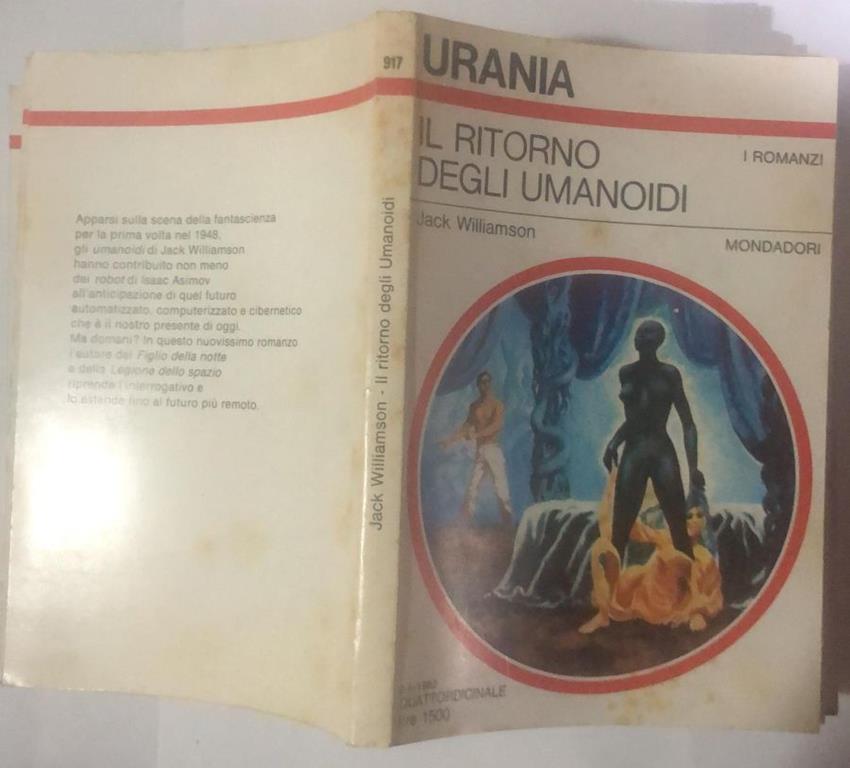 Apparsi sulla scena della fantascienza
per la prima volta nel 1948,
gli umanoidi di Jack Williamson
hanno contribuito non meno
dei robot di Isaac Asimov
all'anticipazione di quel futuro
automatizzato, computerizzato e cibernetico
che è il nostro presente di oggi.
Ma domani? In questo nuovissimo romanzo
l'autore del Figlio della notte
e della Legione dello spazio
riprende l'interrogativo e
lo estende fino al futuro più remoto.
917
Jack Williamson - Il ritorno degli Umanoidi
URANIA
I ROMANZI
IL RITORNO
DEGLI UMANOIDI
Jack Williamson
MONDADORI
1982
QUATTORDICINALE
lire 1500